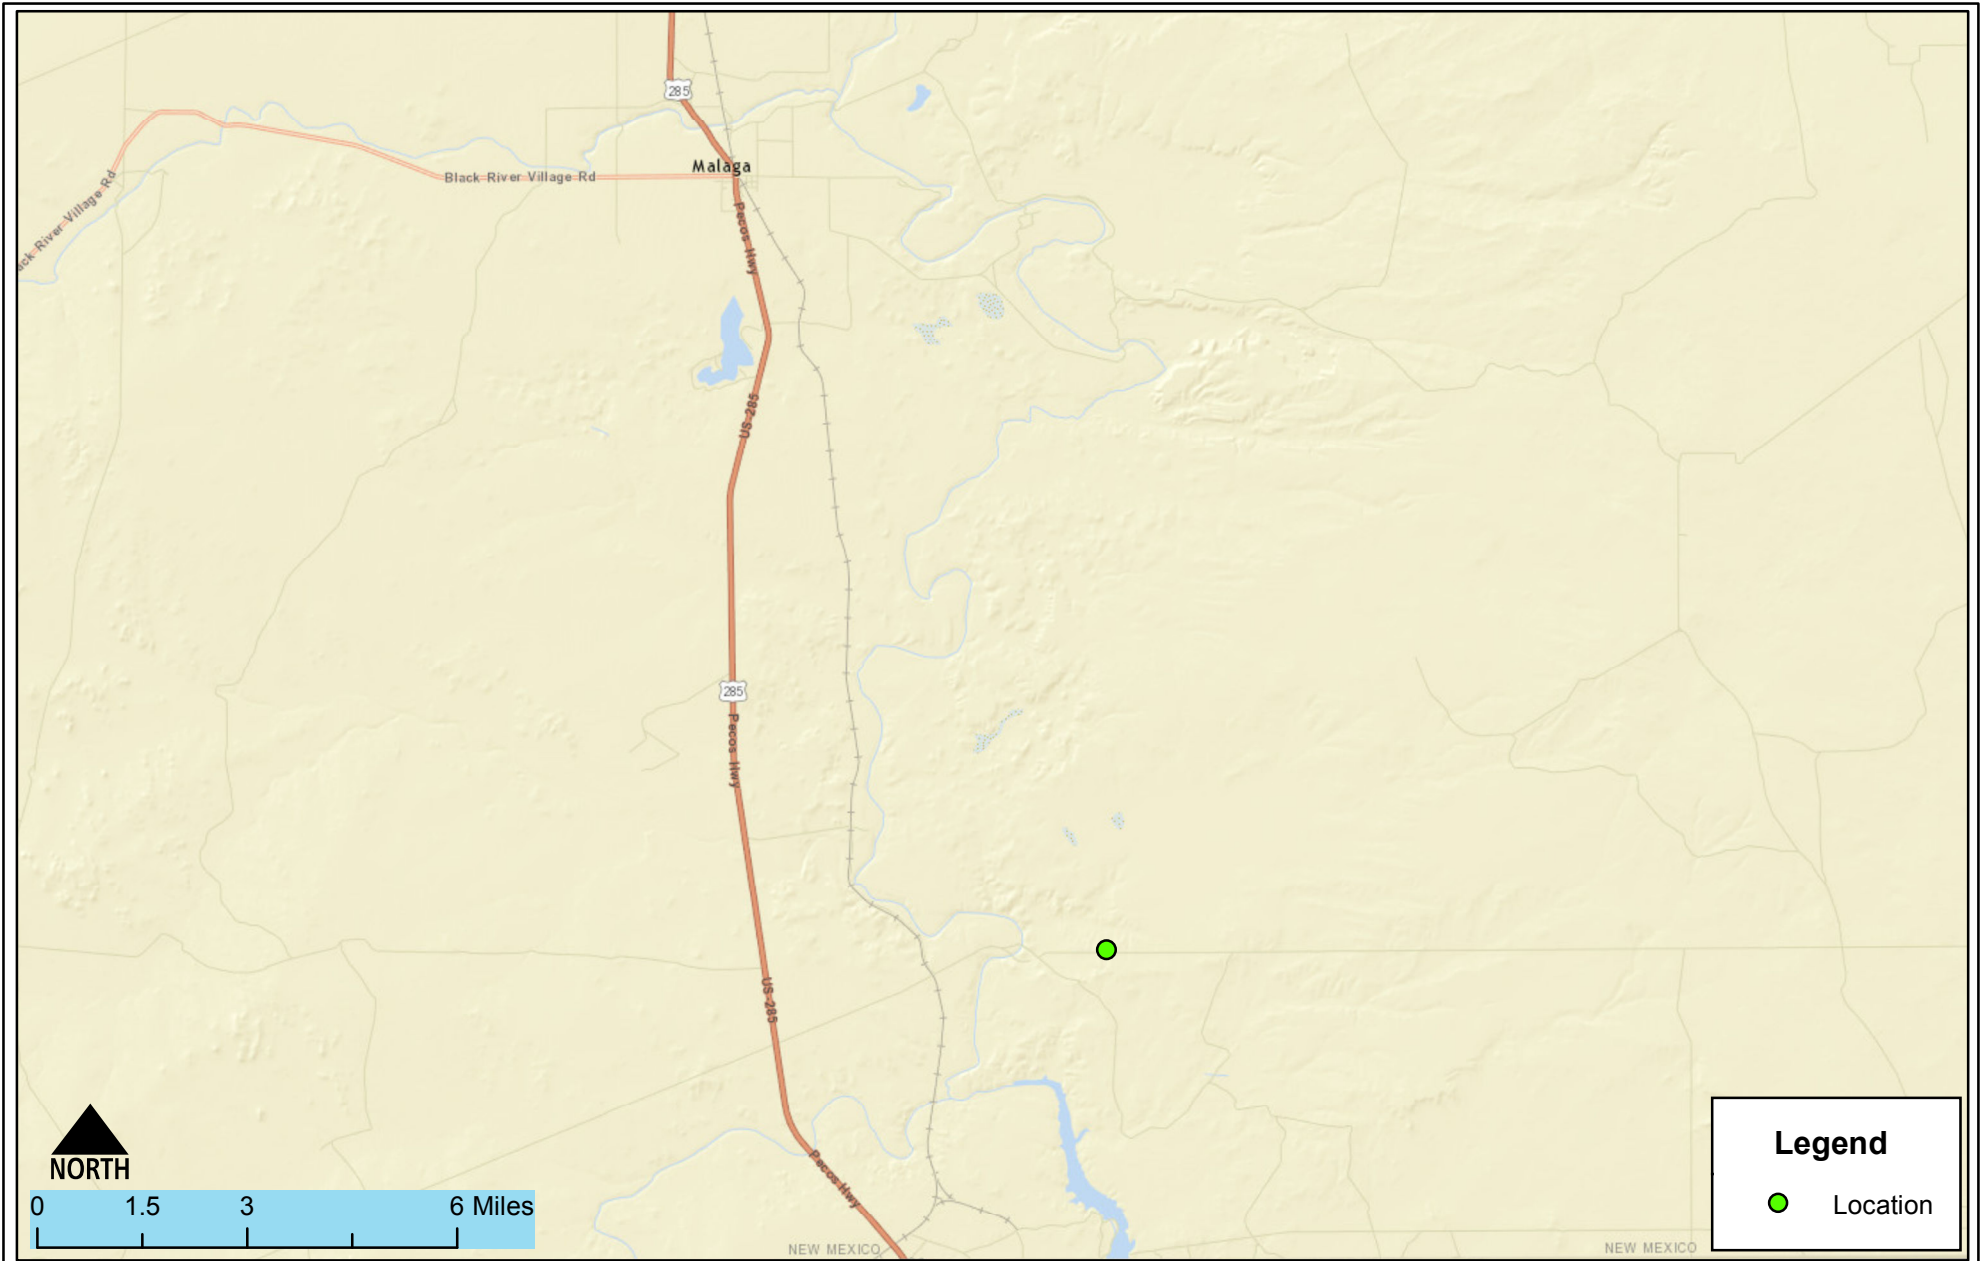 285
Malaga
Black River Village Rd
ack River Village Rd
Pecos Hwy
US-285
285
Pecos Hwy
US-285
Pecos Hwy
NORTH
0 1.5 3 6 Miles
NEW MEXICO
NEW MEXICO
Legend
Location